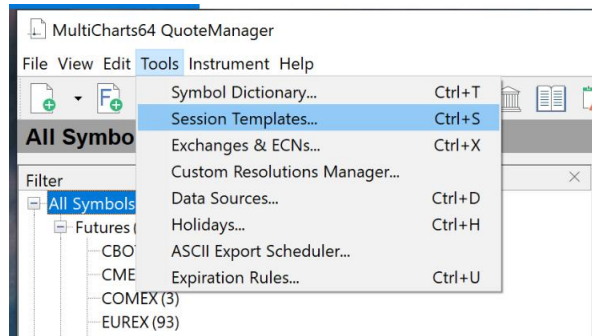 MultiCharts64 QuoteManager
File View Edit Tools Instrument Help
Symbol Dictionary... Ctrl+T
Session Templates... Ctrl+S
Exchanges & ECNs... Ctrl+X
Custom Resolutions Manager...
Data Sources... Ctrl+D
Holidays... Ctrl+H
ASCII Export Scheduler...
Expiration Rules... Ctrl+U
All Symbo
Filter
All Symbols
Futures (
CBO
CME
COMEX (3)
EUREX (93)